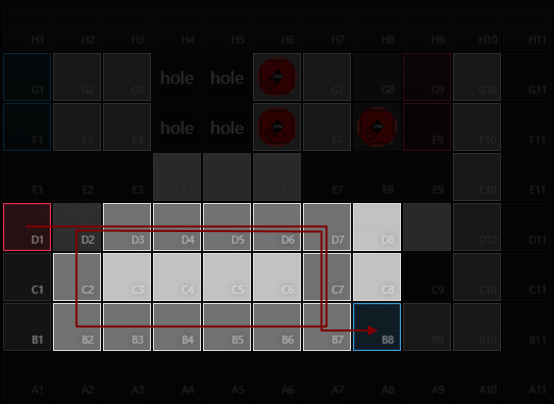 H1 H2 H3 H4 H5 H6 H7 H8 H9 H10 H11
G1 G2 G3 hole hole G7 G8 G9 G10 G11
F1 F2 F3 hole hole F7 F9 F10 F11
E1 E2 E3 E7 E8 E9 E10 E11
D1 D2 D3 D4 D5 D6 D7 D8 D10 D11
C1 C2 C3 C4 C5 C6 C7 C8 C9 C10 C11
B1 B2 B3 B4 B5 B6 B7 B8 B9 B10 B11
A1 A2 A3 A4 A5 A6 A7 A8 A9 A10 A11